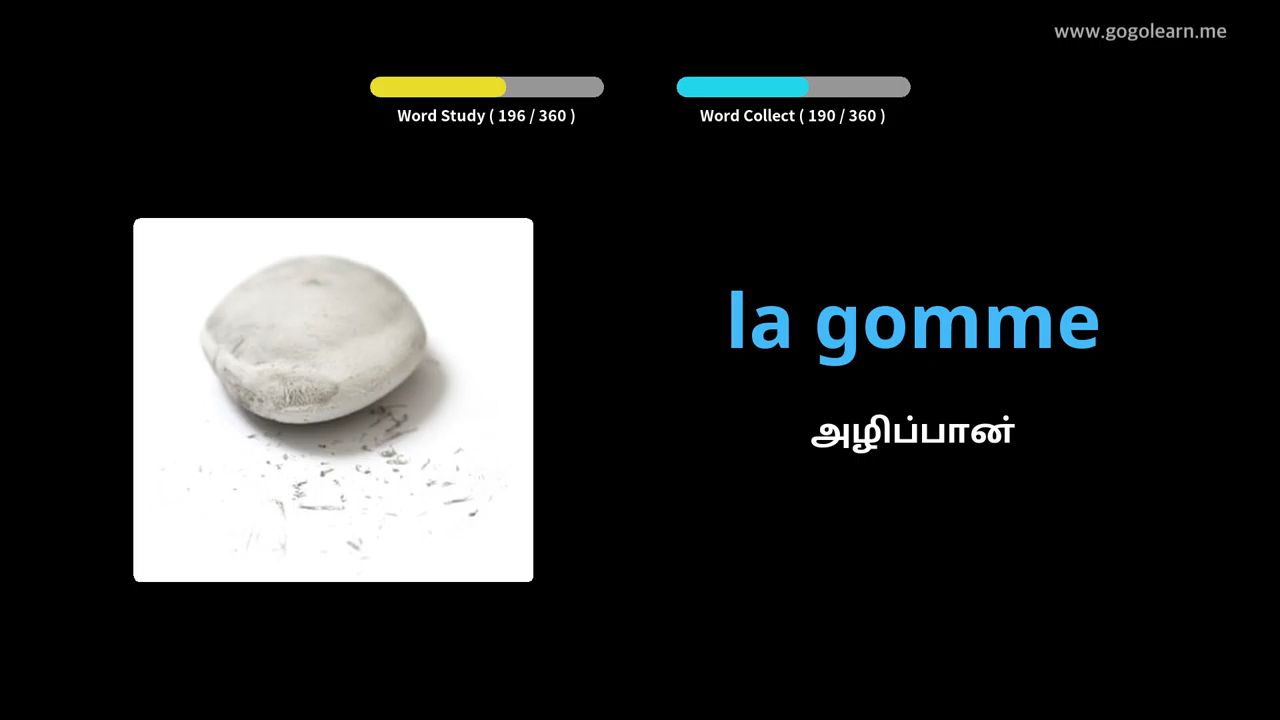 www.gogolearn.me
Word Study ( 196 / 360 )
Word Collect ( 190 / 360 )
la gomme
அழிப்பான்